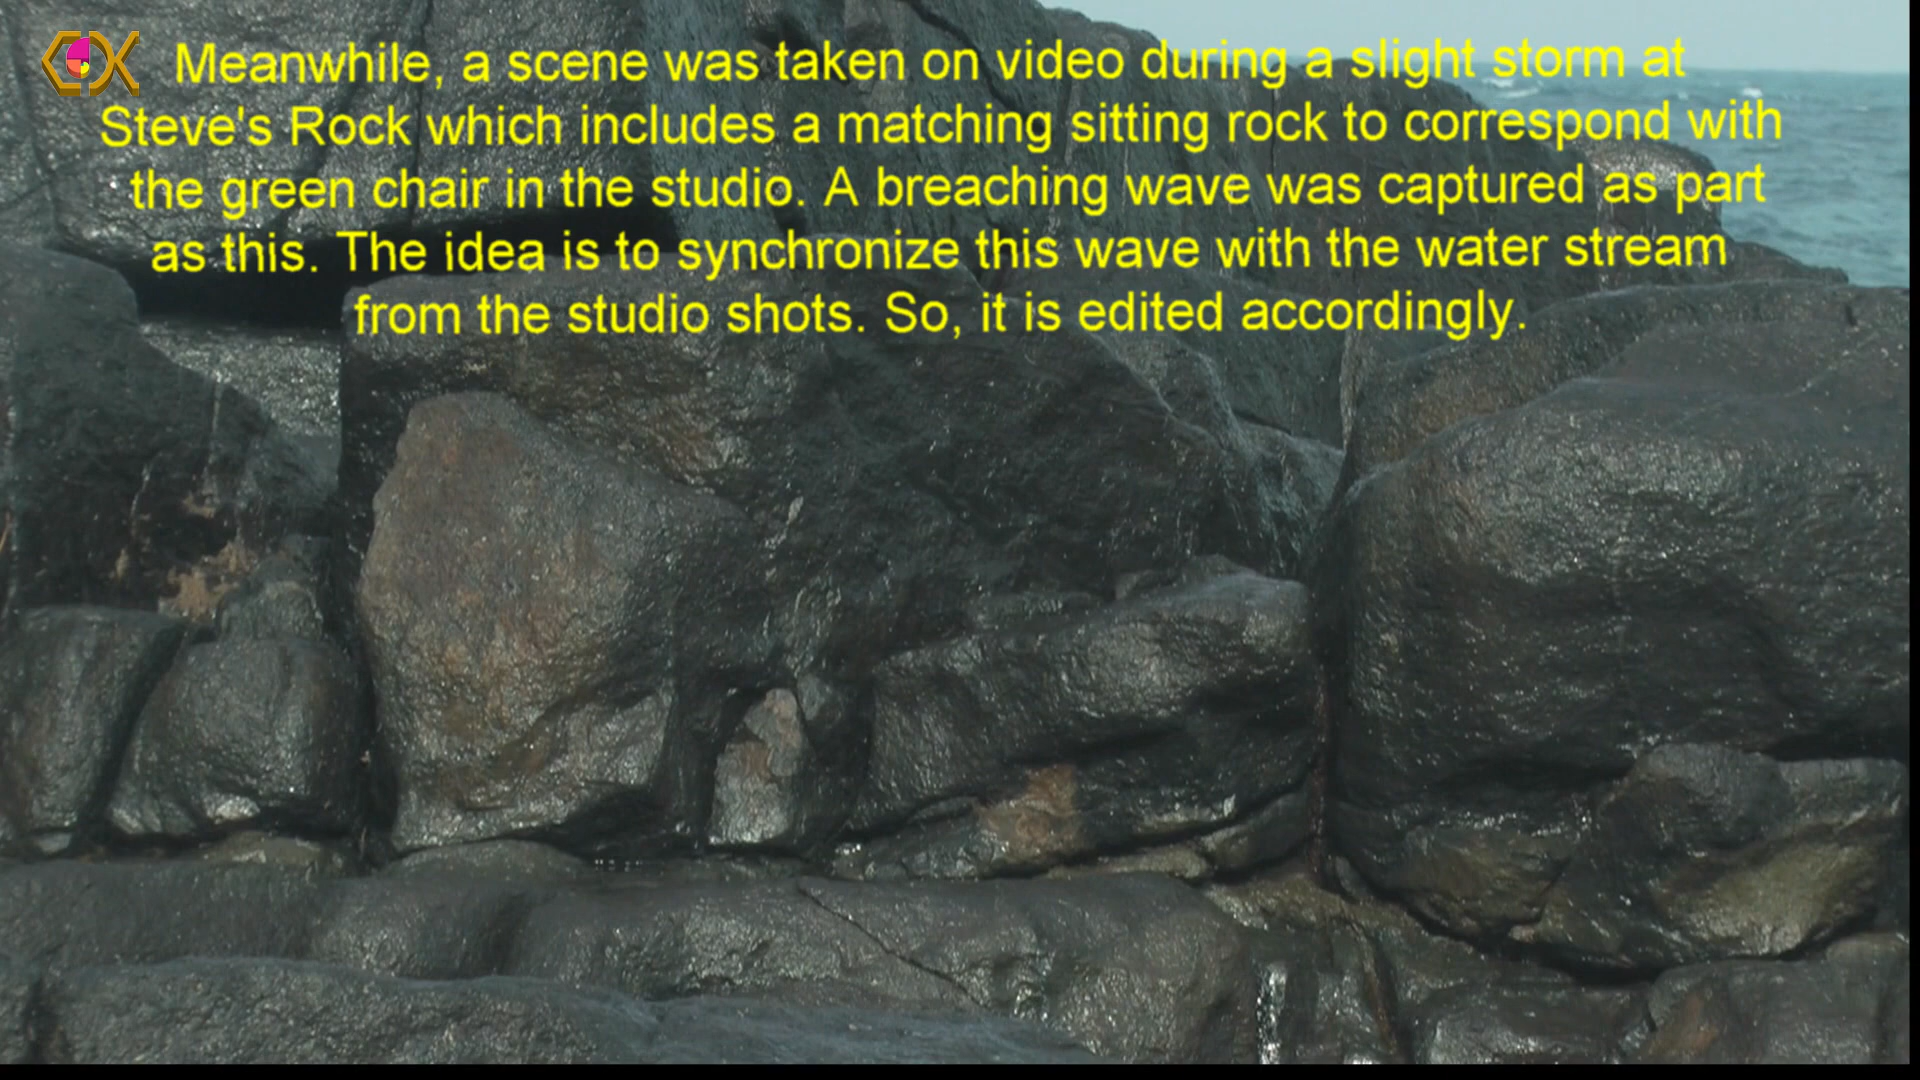 Meanwhile, a scene was taken on video during a slight storm at
Steve's Rock which includes a matching sitting rock to correspond with
the green chair in the studio. A breaching wave was captured as part
as this. The idea is to synchronize this wave with the water stream
from the studio shots. So, it is edited accordingly.